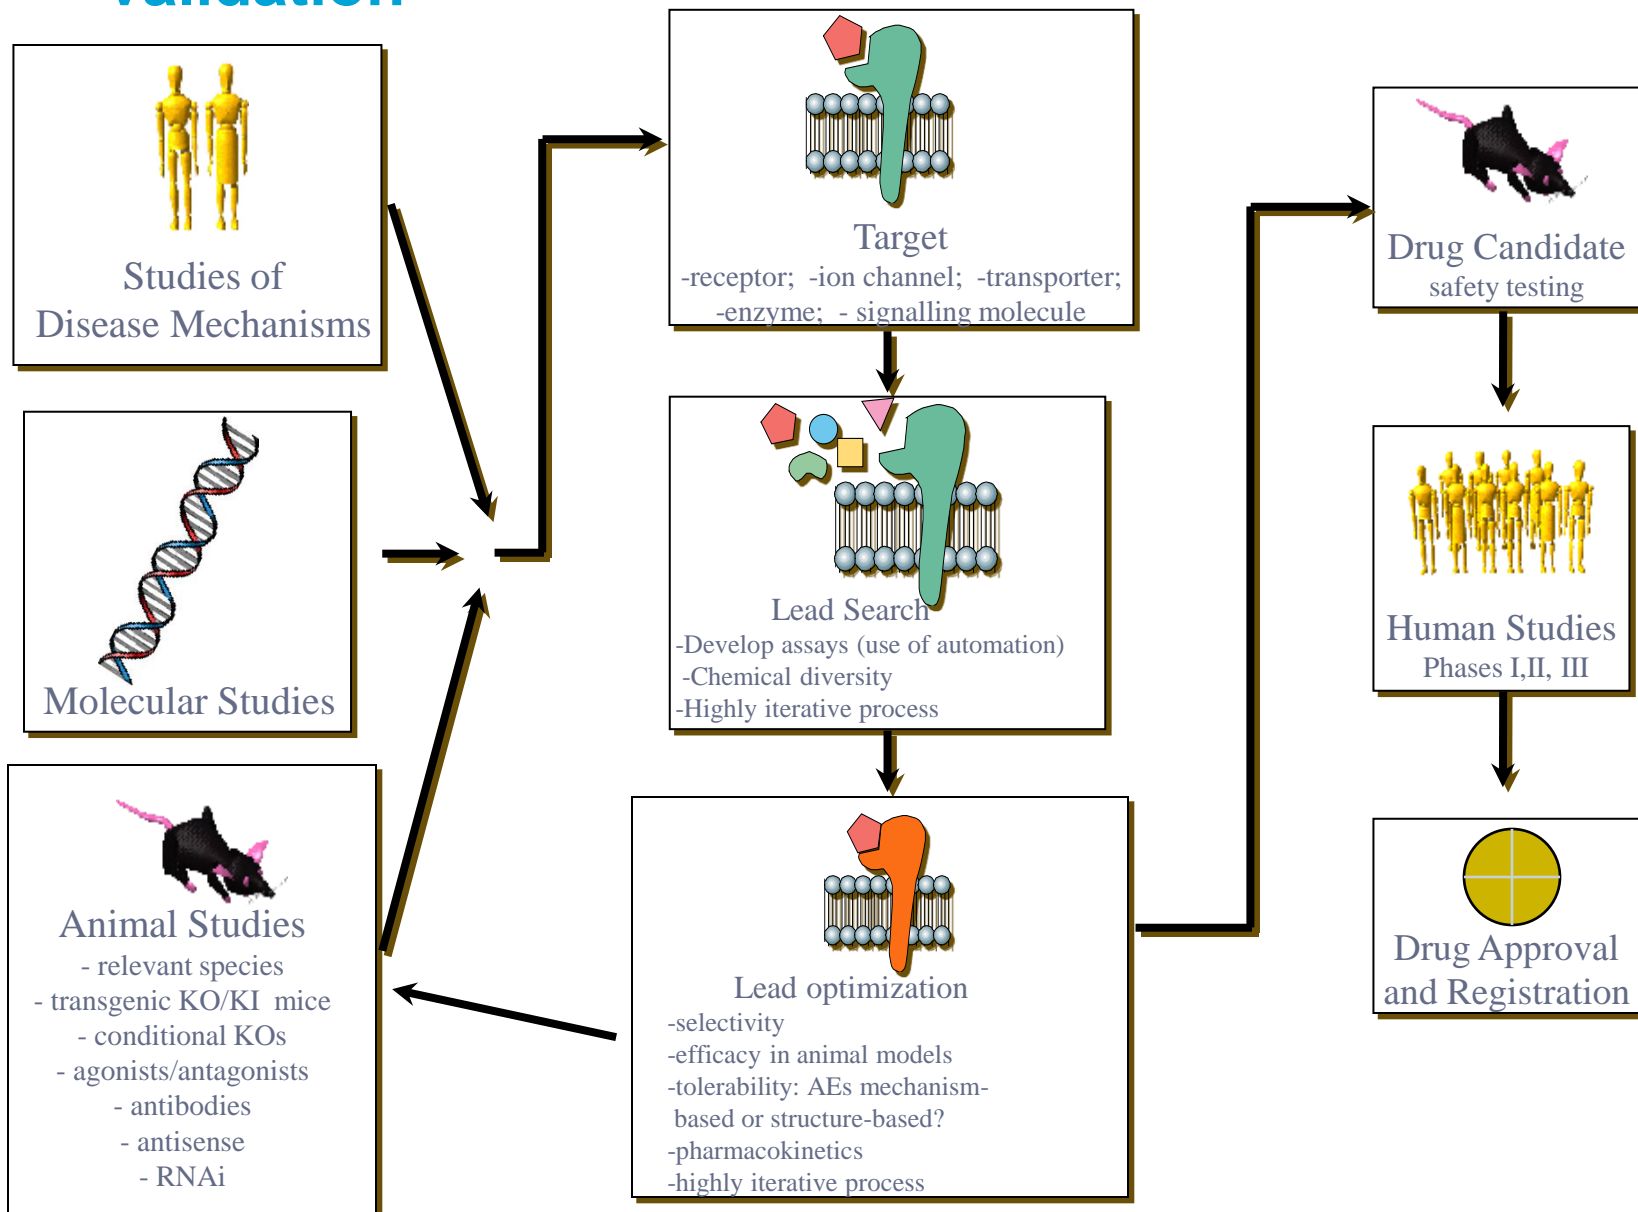 validation
Studies of
Disease Mechanisms
Molecular Studies
Animal Studies
- relevant species
- transgenic KO/KI mice
- conditional KOs
- agonists/antagonists
- antibodies
- antisense
- RNAi
Target
-receptor; -ion channel; -transporter;
-enzyme; - signalling molecule
Lead Search
-Develop assays (use of automation)
-Chemical diversity
-Highly iterative process
Lead optimization
-selectivity
-efficacy in animal models
-tolerability: AEs mechanism-
based or structure-based?
-pharmacokinetics
-highly iterative process
Drug Candidate
safety testing
Human Studies
Phases I,II, III
Drug Approval
and Registration